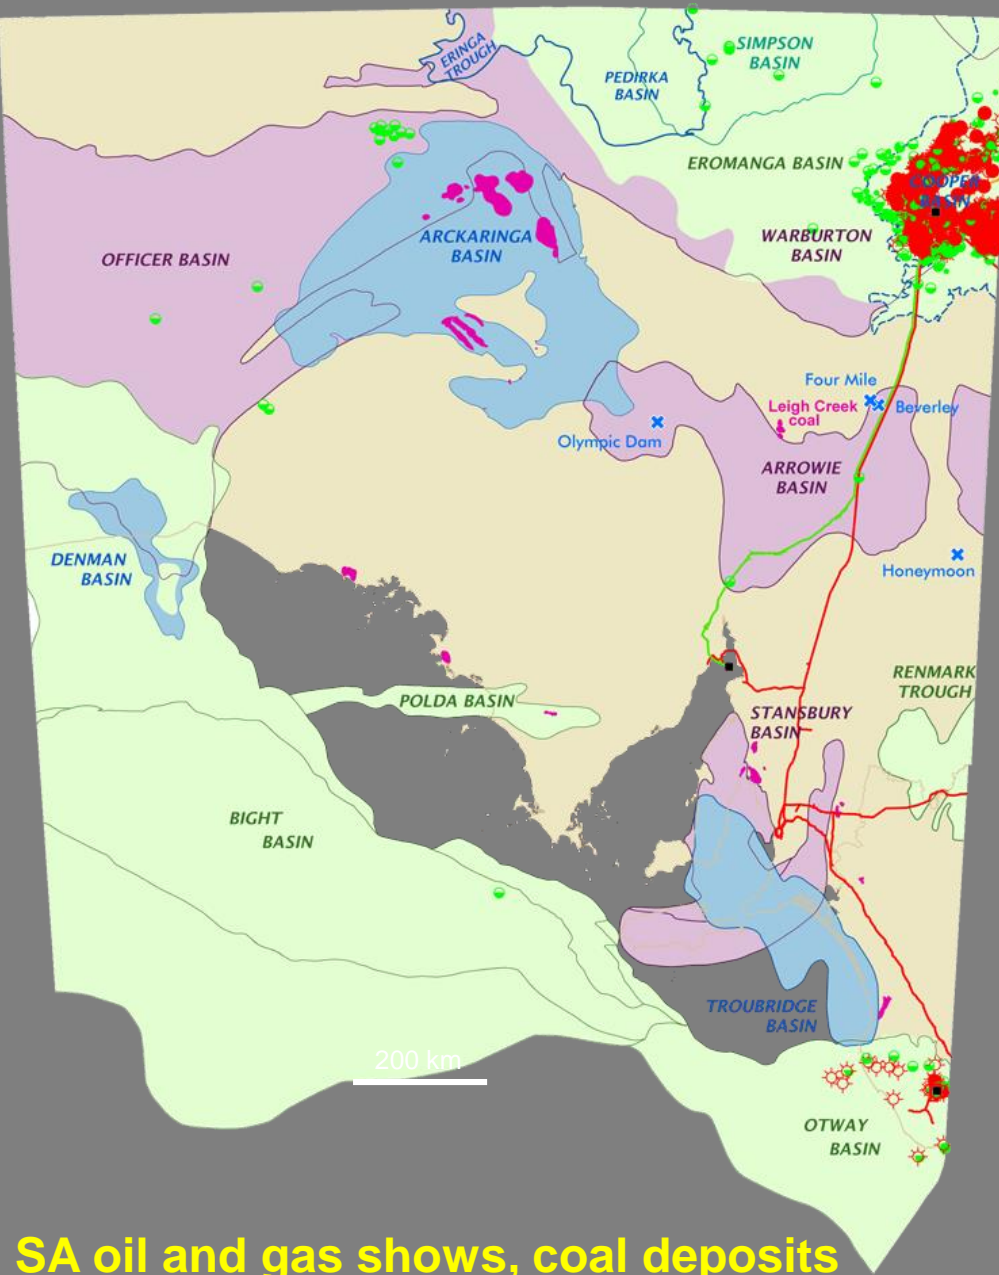 ERINGA
TROUGH
SIMPSON
BASIN
PEDIRKA
BASIN
EROMANGA BASIN
COOPER
BASIN
WARBURTON
BASIN
OFFICER BASIN
ARCKARINGA
BASIN
Four Mile
Beverley
Leigh Creek
coal
Olympic Dam
ARROWIE
BASIN
DENMAN
BASIN
Honeymoon
RENMARK
TROUGH
POLDA BASIN
STANSBURY
BASIN
BIGHT
BASIN
TROUBRIDGE
BASIN
200 km
OTWAY
BASIN
SA oil and gas shows, coal deposits